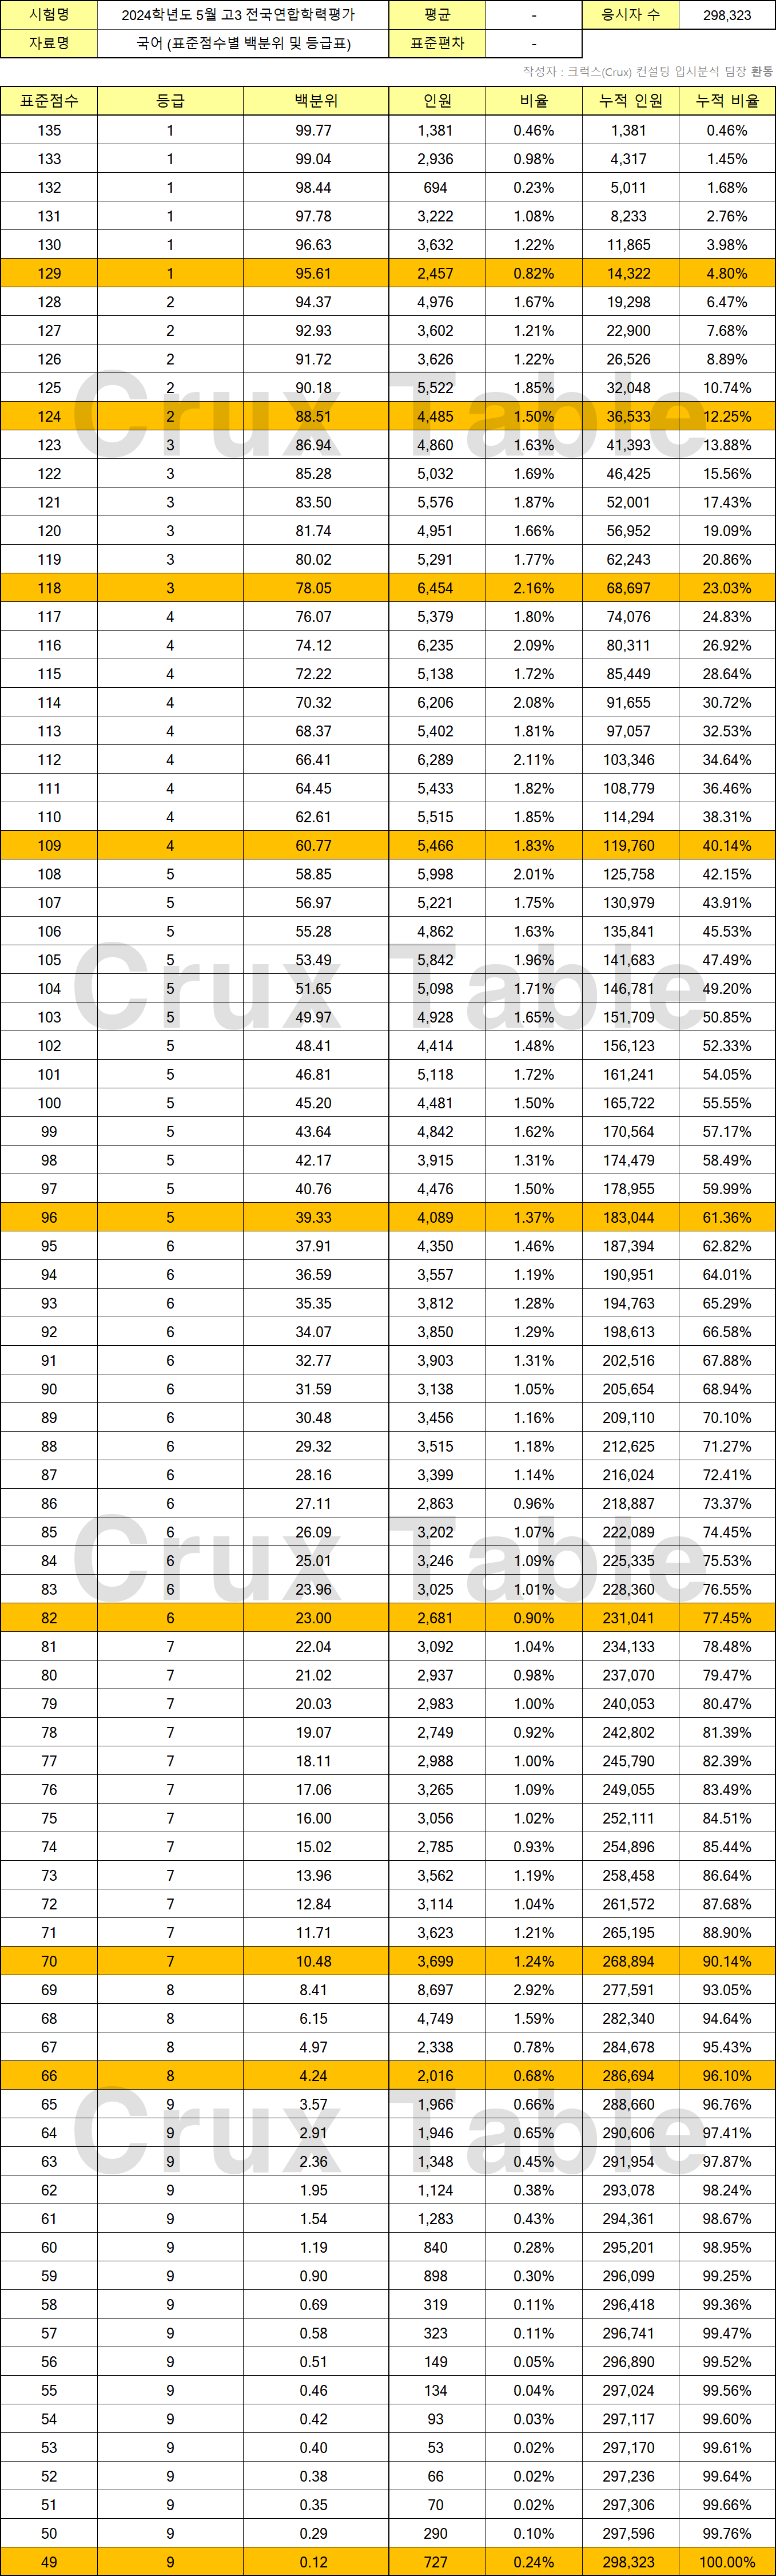 시험명 2024학년도 5월 고3 전국연합학력평가 평균 - 응시자 수 298,323
자료명 국어 (표준점수별 백분위 및 등급표) 표준편차 -
작성자 : 크럭스(Crux) 컨설팅 입시분석 팀장 환동
표준점수 등급 백분위 인원 비율 누적 인원 누적 비율
135 1 99.77 1,381 0.46% 1,381 0.46%
133 1 99.04 2,936 0.98% 4,317 1.45%
132 1 98.44 694 0.23% 5,011 1.68%
131 1 97.78 3,222 1.08% 8,233 2.76%
130 1 96.63 3,632 1.22% 11,865 3.98%
129 1 95.61 2,457 0.82% 14,322 4.80%
128 2 94.37 4,976 1.67% 19,298 6.47%
127 2 92.93 3,602 1.21% 22,900 7.68%
126 2 91.72 3,626 1.22% 26,526 8.89%
125 2 90.18 5,522 1.85% 32,048 10.74%
Crux Table
124 2 88.51 4,485 1.50% 36,533 12.25%
123 3 86.94 4,860 1.63% 41,393 13.88%
122 3 85.28 5,032 1.69% 46,425 15.56%
121 3 83.50 5,576 1.87% 52,001 17.43%
120 3 81.74 4,951 1.66% 56,952 19.09%
119 3 80.02 5,291 1.77% 62,243 20.86%
118 3 78.05 6,454 2.16% 68,697 23.03%
117 4 76.07 5,379 1.80% 74,076 24.83%
116 4 74.12 6,235 2.09% 80,311 26.92%
115 4 72.22 5,138 1.72% 85,449 28.64%
114 4 70.32 6,206 2.08% 91,655 30.72%
113 4 68.37 5,402 1.81% 97,057 32.53%
112 4 66.41 6,289 2.11% 103,346 34.64%
111 4 64.45 5,433 1.82% 108,779 36.46%
110 4 62.61 5,515 1.85% 114,294 38.31%
109 4 60.77 5,466 1.83% 119,760 40.14%
108 5 58.85 5,998 2.01% 125,758 42.15%
107 5 56.97 5,221 1.75% 130,979 43.91%
106 5 55.28 4,862 1.63% 135,841 45.53%
105 5 53.49 5,842 1.96% 141,683 47.49%
Crux Table
104 5 51.65 5,098 1.71% 146,781 49.20%
103 5 49.97 4,928 1.65% 151,709 50.85%
102 5 48.41 4,414 1.48% 156,123 52.33%
101 5 46.81 5,118 1.72% 161,241 54.05%
100 5 45.20 4,481 1.50% 165,722 55.55%
99 5 43.64 4,842 1.62% 170,564 57.17%
98 5 42.17 3,915 1.31% 174,479 58.49%
97 5 40.76 4,476 1.50% 178,955 59.99%
96 5 39.33 4,089 1.37% 183,044 61.36%
95 6 37.91 4,350 1.46% 187,394 62.82%
94 6 36.59 3,557 1.19% 190,951 64.01%
93 6 35.35 3,812 1.28% 194,763 65.29%
92 6 34.07 3,850 1.29% 198,613 66.58%
91 6 32.77 3,903 1.31% 202,516 67.88%
90 6 31.59 3,138 1.05% 205,654 68.94%
89 6 30.48 3,456 1.16% 209,110 70.10%
88 6 29.32 3,515 1.18% 212,625 71.27%
87 6 28.16 3,399 1.14% 216,024 72.41%
86 6 27.11 2,863 0.96% 218,887 73.37%
85 6 26.09 3,202 1.07% 222,089 74.45%
Crux Table
84 6 25.01 3,246 1.09% 225,335 75.53%
83 6 23.96 3,025 1.01% 228,360 76.55%
82 6 23.00 2,681 0.90% 231,041 77.45%
81 7 22.04 3,092 1.04% 234,133 78.48%
80 7 21.02 2,937 0.98% 237,070 79.47%
79 7 20.03 2,983 1.00% 240,053 80.47%
78 7 19.07 2,749 0.92% 242,802 81.39%
77 7 18.11 2,988 1.00% 245,790 82.39%
76 7 17.06 3,265 1.09% 249,055 83.49%
75 7 16.00 3,056 1.02% 252,111 84.51%
74 7 15.02 2,785 0.93% 254,896 85.44%
73 7 13.96 3,562 1.19% 258,458 86.64%
72 7 12.84 3,114 1.04% 261,572 87.68%
71 7 11.71 3,623 1.21% 265,195 88.90%
70 7 10.48 3,699 1.24% 268,894 90.14%
69 8 8.41 8,697 2.92% 277,591 93.05%
68 8 6.15 4,749 1.59% 282,340 94.64%
67 8 4.97 2,338 0.78% 284,678 95.43%
66 8 4.24 2,016 0.68% 286,694 96.10%
65 9 3.57 1,966 0.66% 288,660 96.76%
Crux Table
64 9 2.91 1,946 0.65% 290,606 97.41%
63 9 2.36 1,348 0.45% 291,954 97.87%
62 9 1.95 1,124 0.38% 293,078 98.24%
61 9 1.54 1,283 0.43% 294,361 98.67%
60 9 1.19 840 0.28% 295,201 98.95%
59 9 0.90 898 0.30% 296,099 99.25%
58 9 0.69 319 0.11% 296,418 99.36%
57 9 0.58 323 0.11% 296,741 99.47%
56 9 0.51 149 0.05% 296,890 99.52%
55 9 0.46 134 0.04% 297,024 99.56%
54 9 0.42 93 0.03% 297,117 99.60%
53 9 0.40 53 0.02% 297,170 99.61%
52 9 0.38 66 0.02% 297,236 99.64%
51 9 0.35 70 0.02% 297,306 99.66%
50 9 0.29 290 0.10% 297,596 99.76%
49 9 0.12 727 0.24% 298,323 100.00%